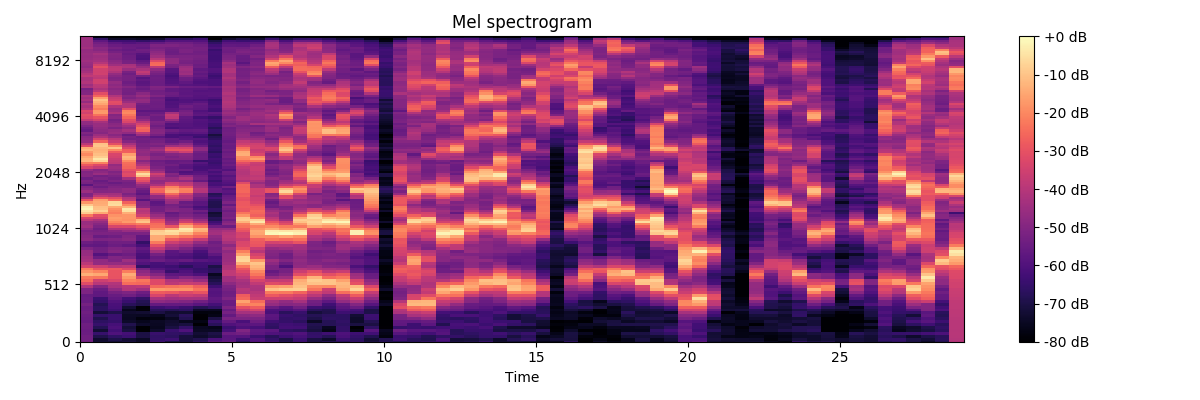 Mel spectrogram
8192
4096
2048
1024
512
0
Hz
0 5 10 15 20 25
Time
+0 dB
-10 dB
-20 dB
-30 dB
-40 dB
-50 dB
-60 dB
-70 dB
-80 dB